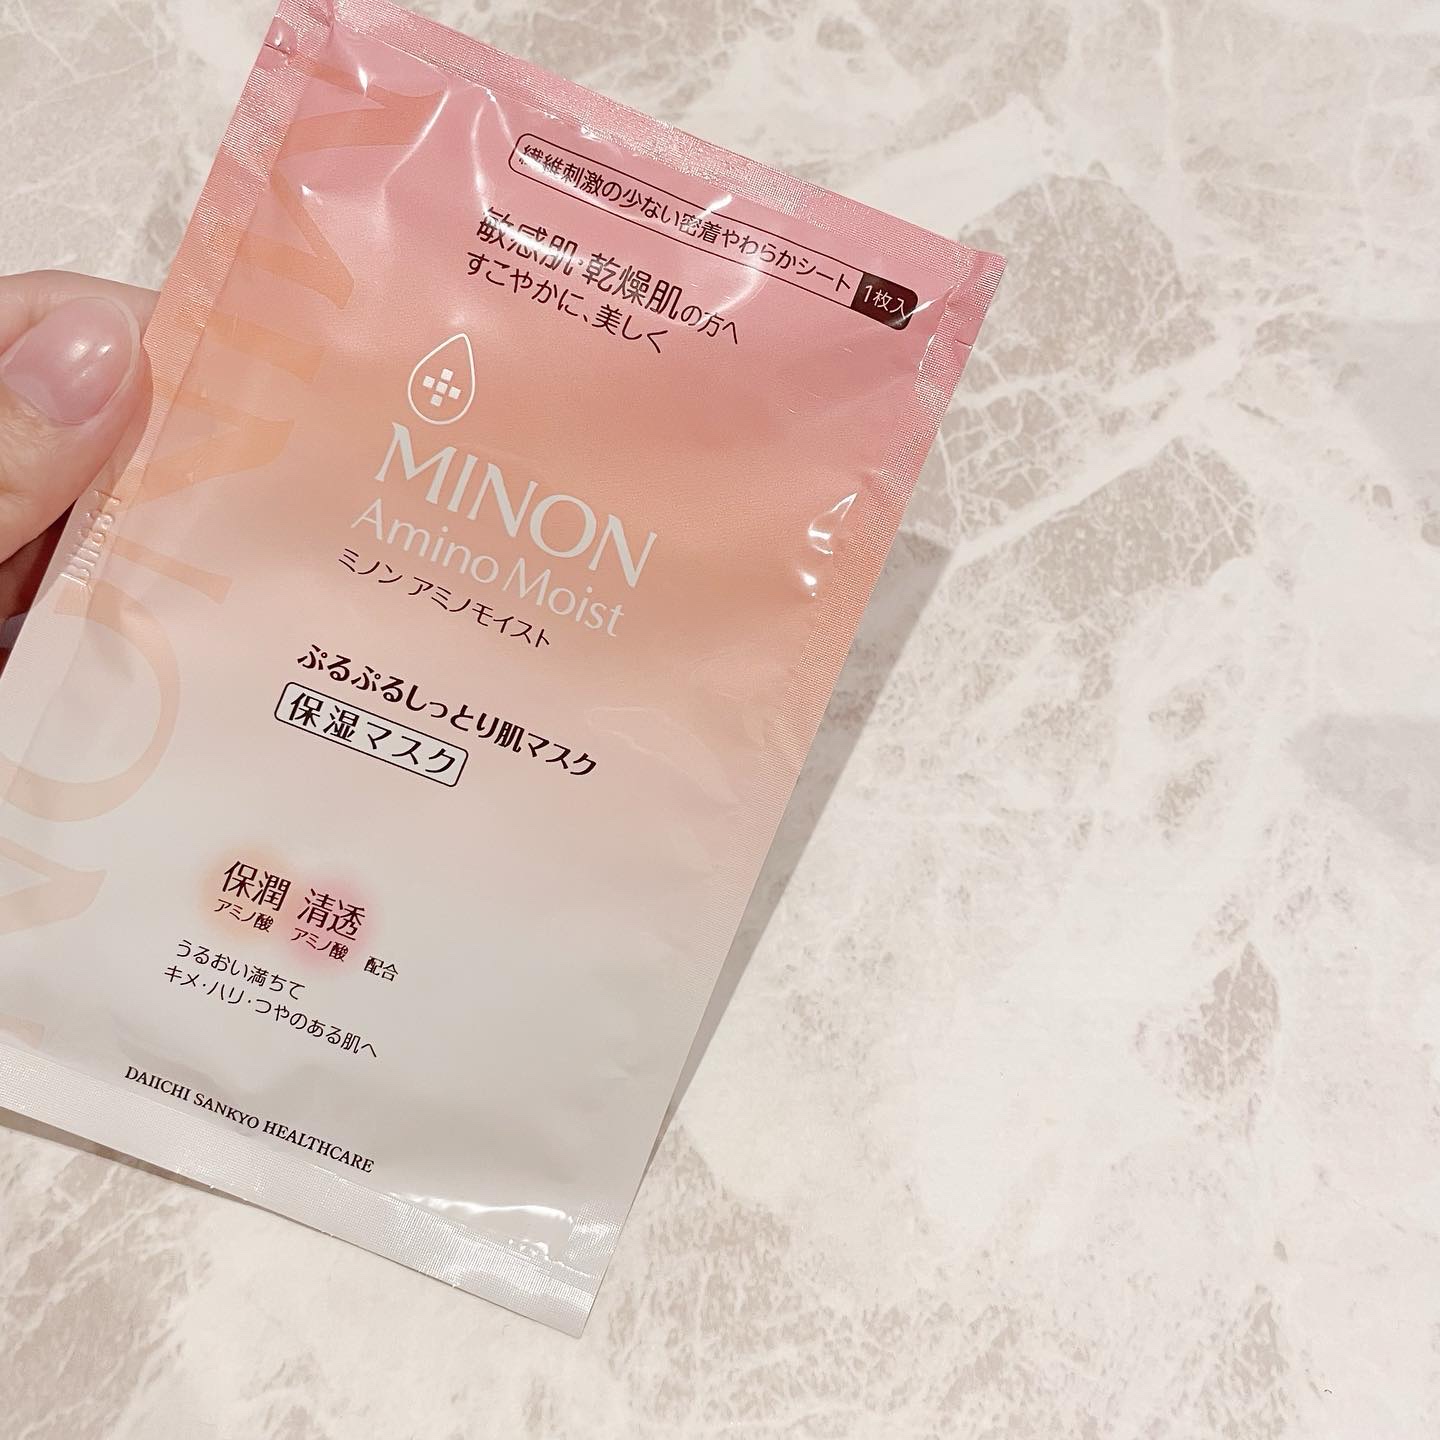 繊維刺激の少ない密着やわらかシート 1枚入
敏感肌・乾燥肌の方へ
すこやかに、美しく
MINON
Amino Moist
ミノン アミノモイスト
ぷるぷるしっとり肌マスク
保湿マスク
保潤 清透
アミノ酸 アミノ酸 配合
うるおい満ちて
キメ・ハリ・つやのある肌へ
DAIICHI SANKYO HEALTHCARE
MINON MINON